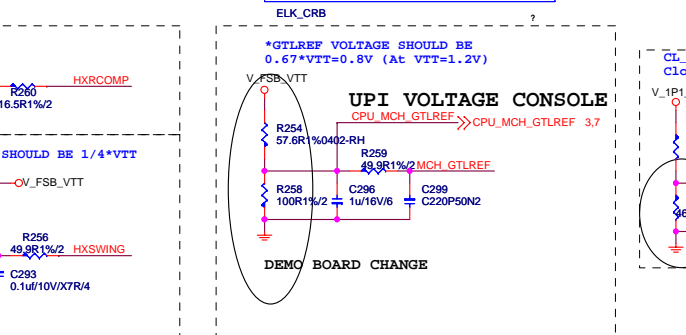 ELK_CRB
?
*GTLREF VOLTAGE SHOULD BE
0.67*VTT=0.8V (At VTT=1.2V)
V_FSB_VTT
UPI VOLTAGE CONSOLE
CPU_MCH_GTLREF
CPU_MCH_GTLREF 3,7
R254
57.6R1%0402-RH
R259
49.9R1%/2
MCH_GTLREF
R258
100R1%/2
C296
1u/16V/6
C299
C220P50N2
DEMO BOARD CHANGE
HXRCOMP
R260
16.5R1%/2
SHOULD BE 1/4*VTT
V_FSB_VTT
R256
49.9R1%/2
HXSWING
C293
0.1uf/10V/X7R/4
CL_
Clo
V_1P1_